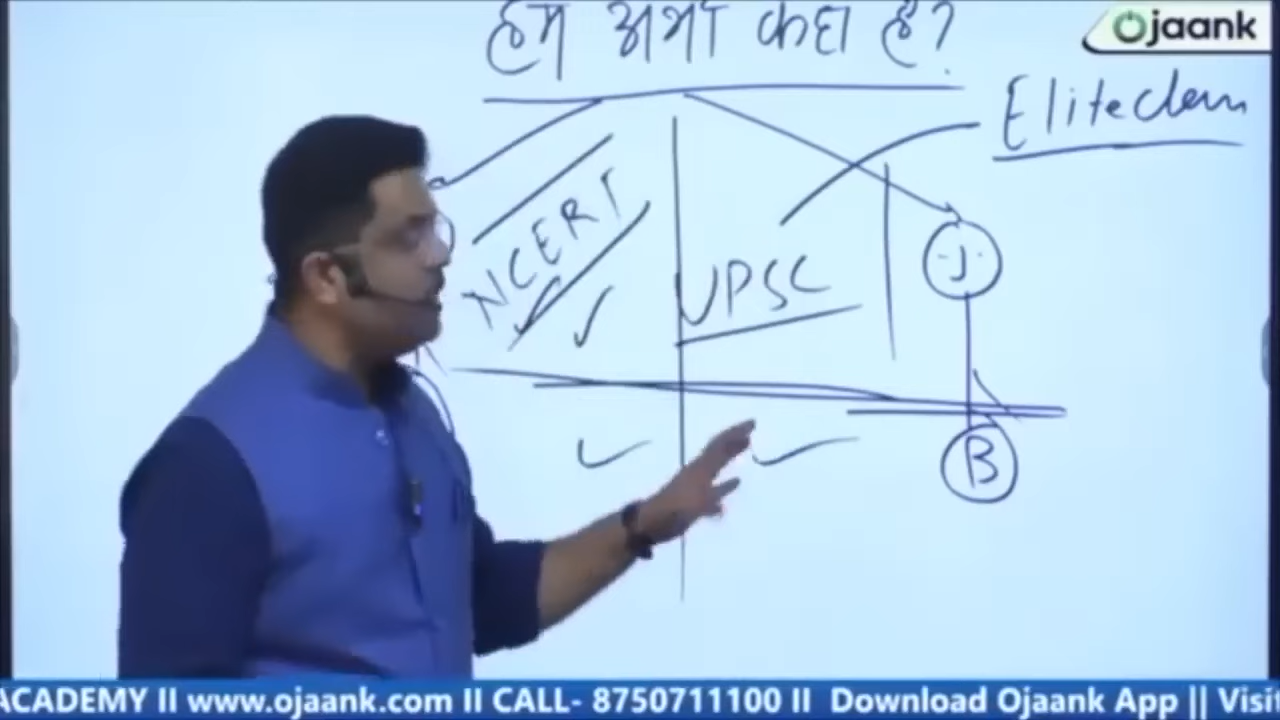 हम अभी कहाँ है?
Ojaank
Elite class
NCERT
UPSC
J
B
ACADEMY II www.ojaank.com II CALL- 8750711100 II Download Ojaank App || Visit